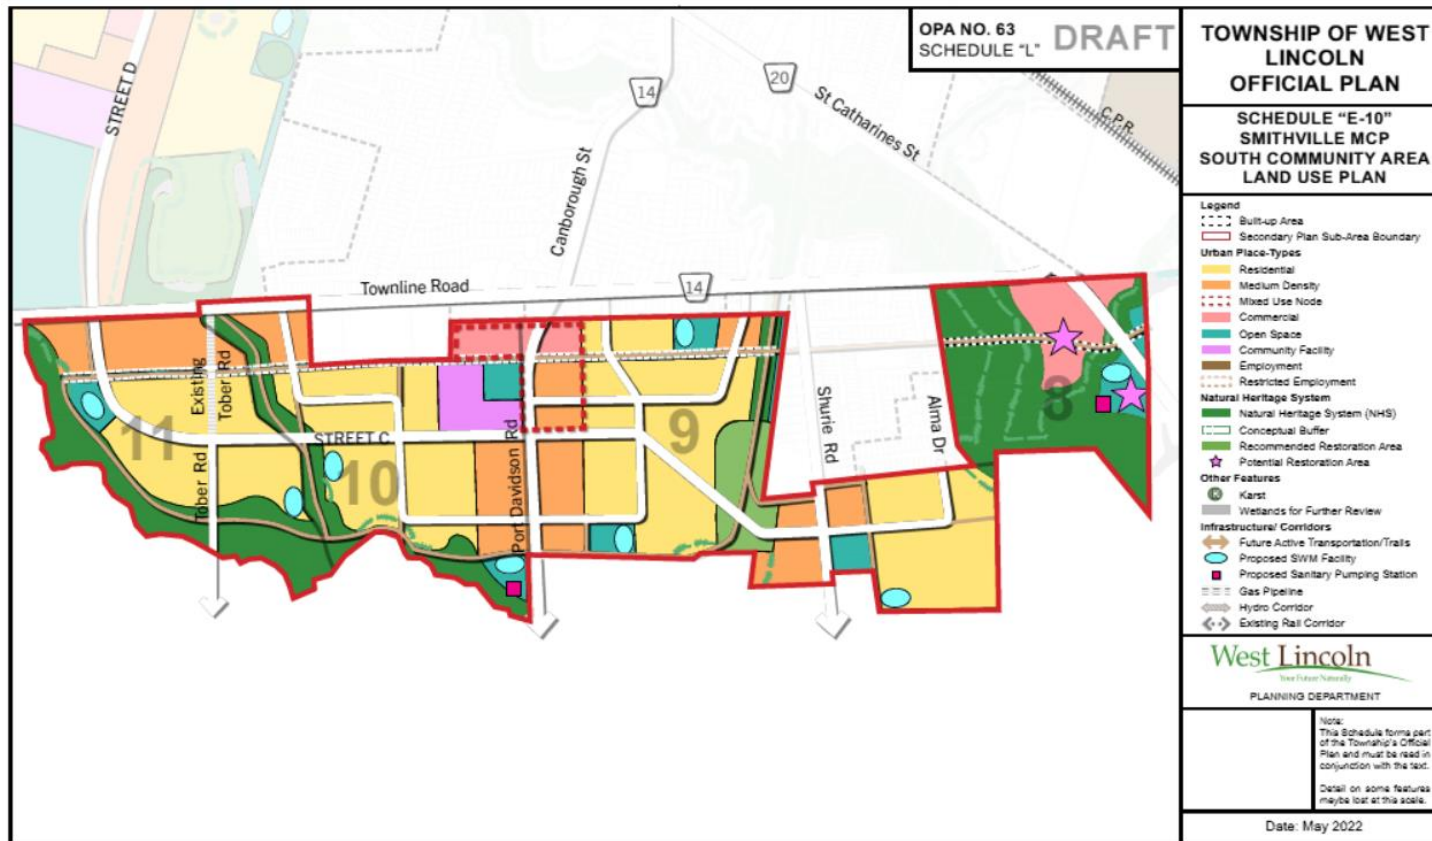 OPA NO. 63
SCHEDULE "L"
DRAFT
STREET D
14
20
St Catharines St
C.P.R.
Canborough St
Townline Road
14
Existing
Tober Rd
Tober Rd
STREET C
Port Davidson Rd
Shurie Rd
Alma Dr
11
10
9
8
TOWNSHIP OF WEST
LINCOLN
OFFICIAL PLAN
SCHEDULE "E-10"
SMITHVILLE MCP
SOUTH COMMUNITY AREA
LAND USE PLAN
Legend
Built-up Area
Secondary Plan Sub-Area Boundary
Urban Place-Types
Residential
Medium Density
Mixed Use Node
Commercial
Open Space
Community Facility
Employment
Restricted Employment
Natural Heritage System
Natural Heritage System (NHS)
Conceptual Buffer
Recommended Restoration Area
Potential Restoration Area
Other Features
K
Karst
Wetlands for Further Review
Infrastructure/ Corridors
Future Active Transportation/Trails
Proposed SWM Facility
Proposed Sanitary Pumping Station
Gas Pipeline
Hydro Corridor
Existing Rail Corridor
West Lincoln
Your Future Naturally
PLANNING DEPARTMENT
Note:
This Schedule forms part
of the Township's Official
Plan and must be read in
conjunction with the text.
Detail on some features
maybe lost at this scale.
Date: May 2022